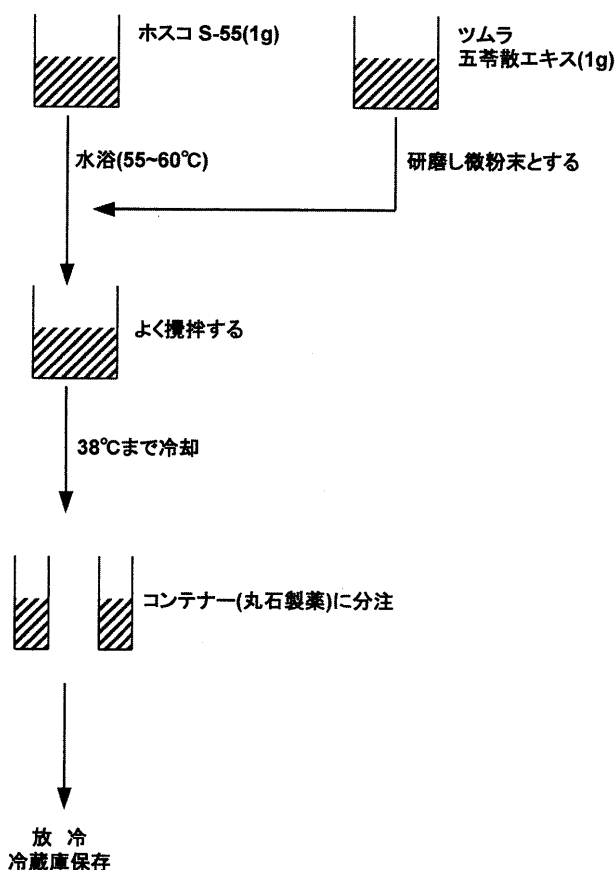 ホスコ S-55(1g)
ツムラ
五苓散エキス(1g)
水浴(55~60℃)
研磨し微粉末とする
よく攪拌する
38℃まで冷却
コンテナー(丸石製薬)に分注
放 冷
冷蔵庫保存